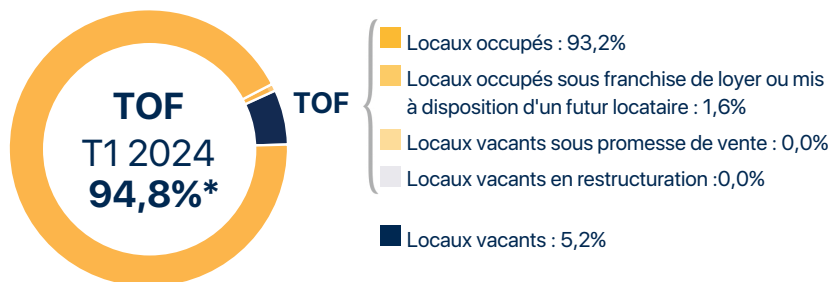 TOF
T1 2024
94,8%*
TOF
Locaux occupés : 93,2%
Locaux occupés sous franchise de loyer ou mis
à disposition d'un futur locataire : 1,6%
Locaux vacants sous promesse de vente : 0,0%
Locaux vacants en restructuration :0,0%
Locaux vacants : 5,2%